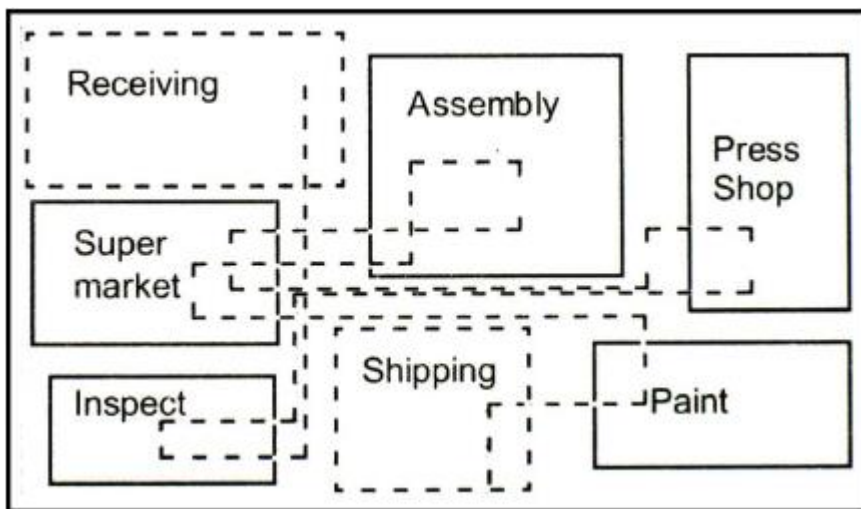 Receiving
Assembly
Press
Shop
Super
market
Inspect
Shipping
Paint